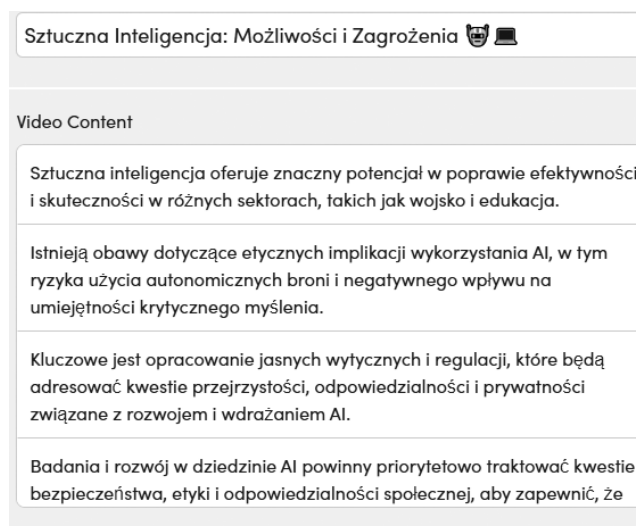 Sztuczna Inteligencja: Możliwości i Zagrożenia 🤖💻
Video Content
Sztuczna inteligencja oferuje znaczny potencjał w poprawie efektywności
i skuteczności w różnych sektorach, takich jak wojsko i edukacja.
Istnieją obawy dotyczące etycznych implikacji wykorzystania AI, w tym
ryzyka użycia autonomicznych broni i negatywnego wpływu na
umiejętności krytycznego myślenia.
Kluczowe jest opracowanie jasnych wytycznych i regulacji, które będą
adresować kwestie przejrzystości, odpowiedzialności i prywatności
związane z rozwojem i wdrażaniem AI.
Badania i rozwój w dziedzinie AI powinny priorytetowo traktować kwestie
bezpieczeństwa, etyki i odpowiedzialności społecznej, aby zapewnić, że